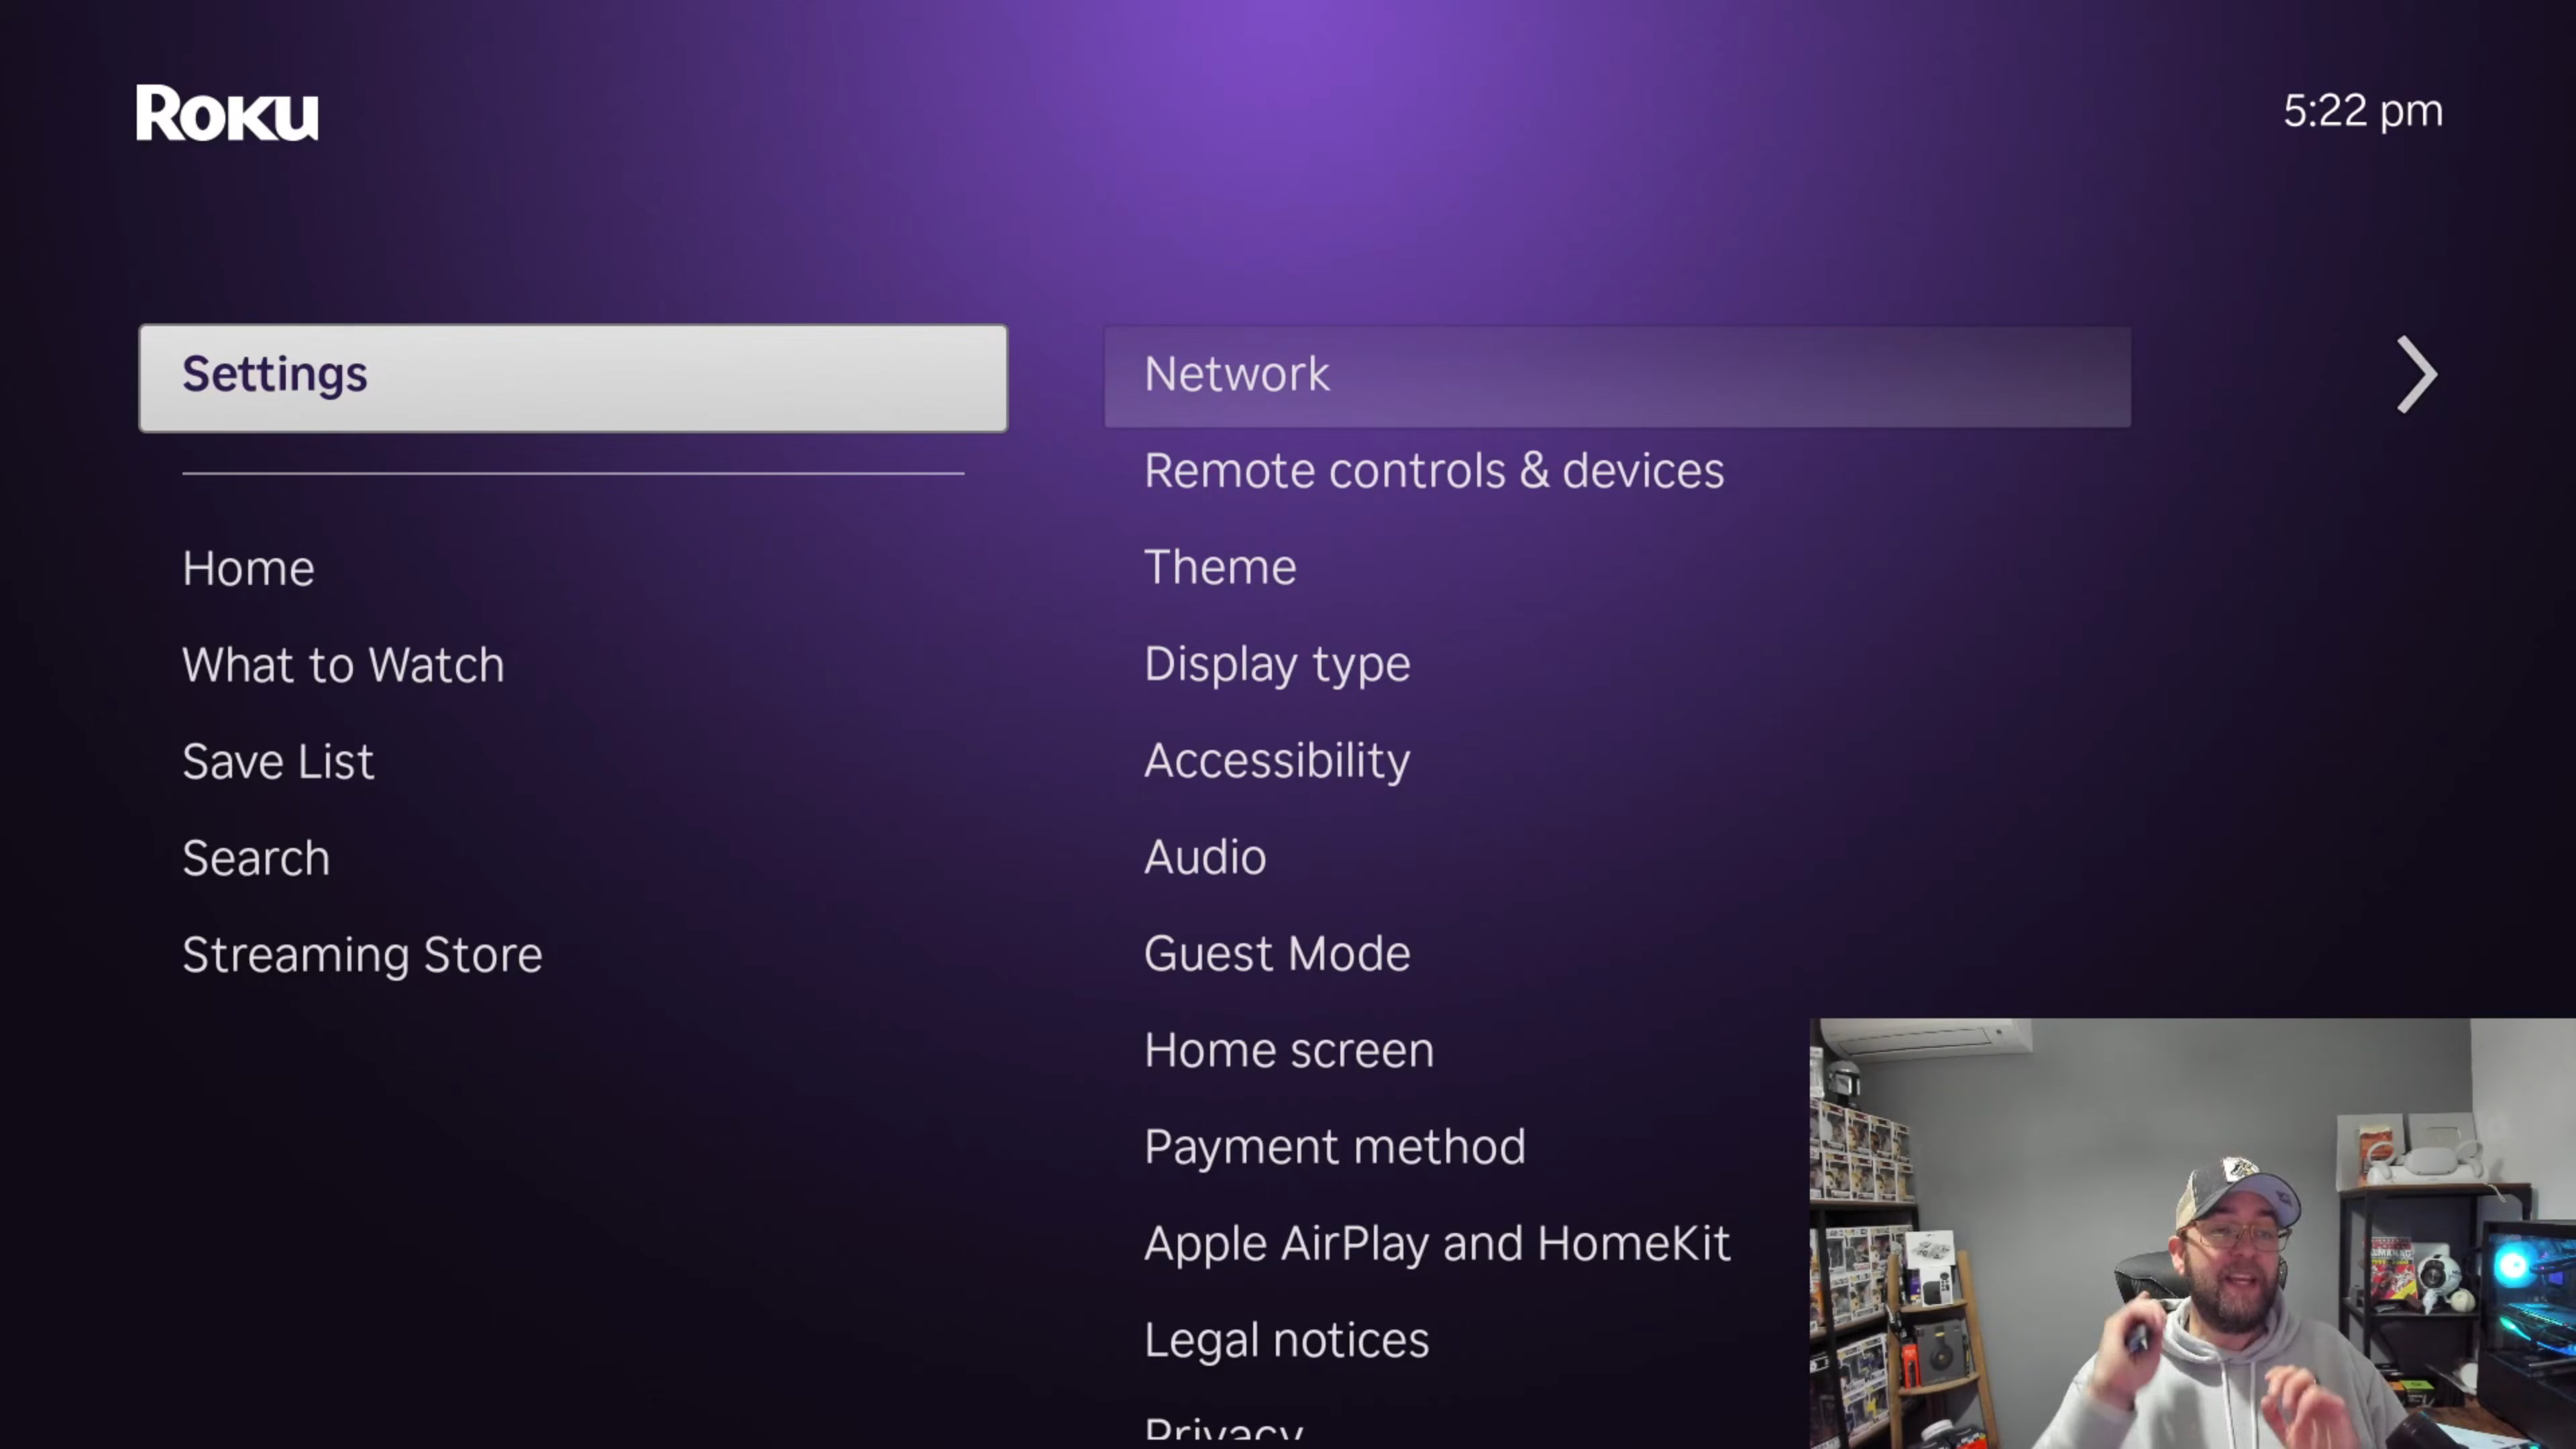 Roku
5:22 pm
Settings
Home
What to Watch
Save List
Search
Streaming Store
Network
Remote controls & devices
Theme
Display type
Accessibility
Audio
Guest Mode
Home screen
Payment method
Apple AirPlay and HomeKit
Legal notices
Privacy